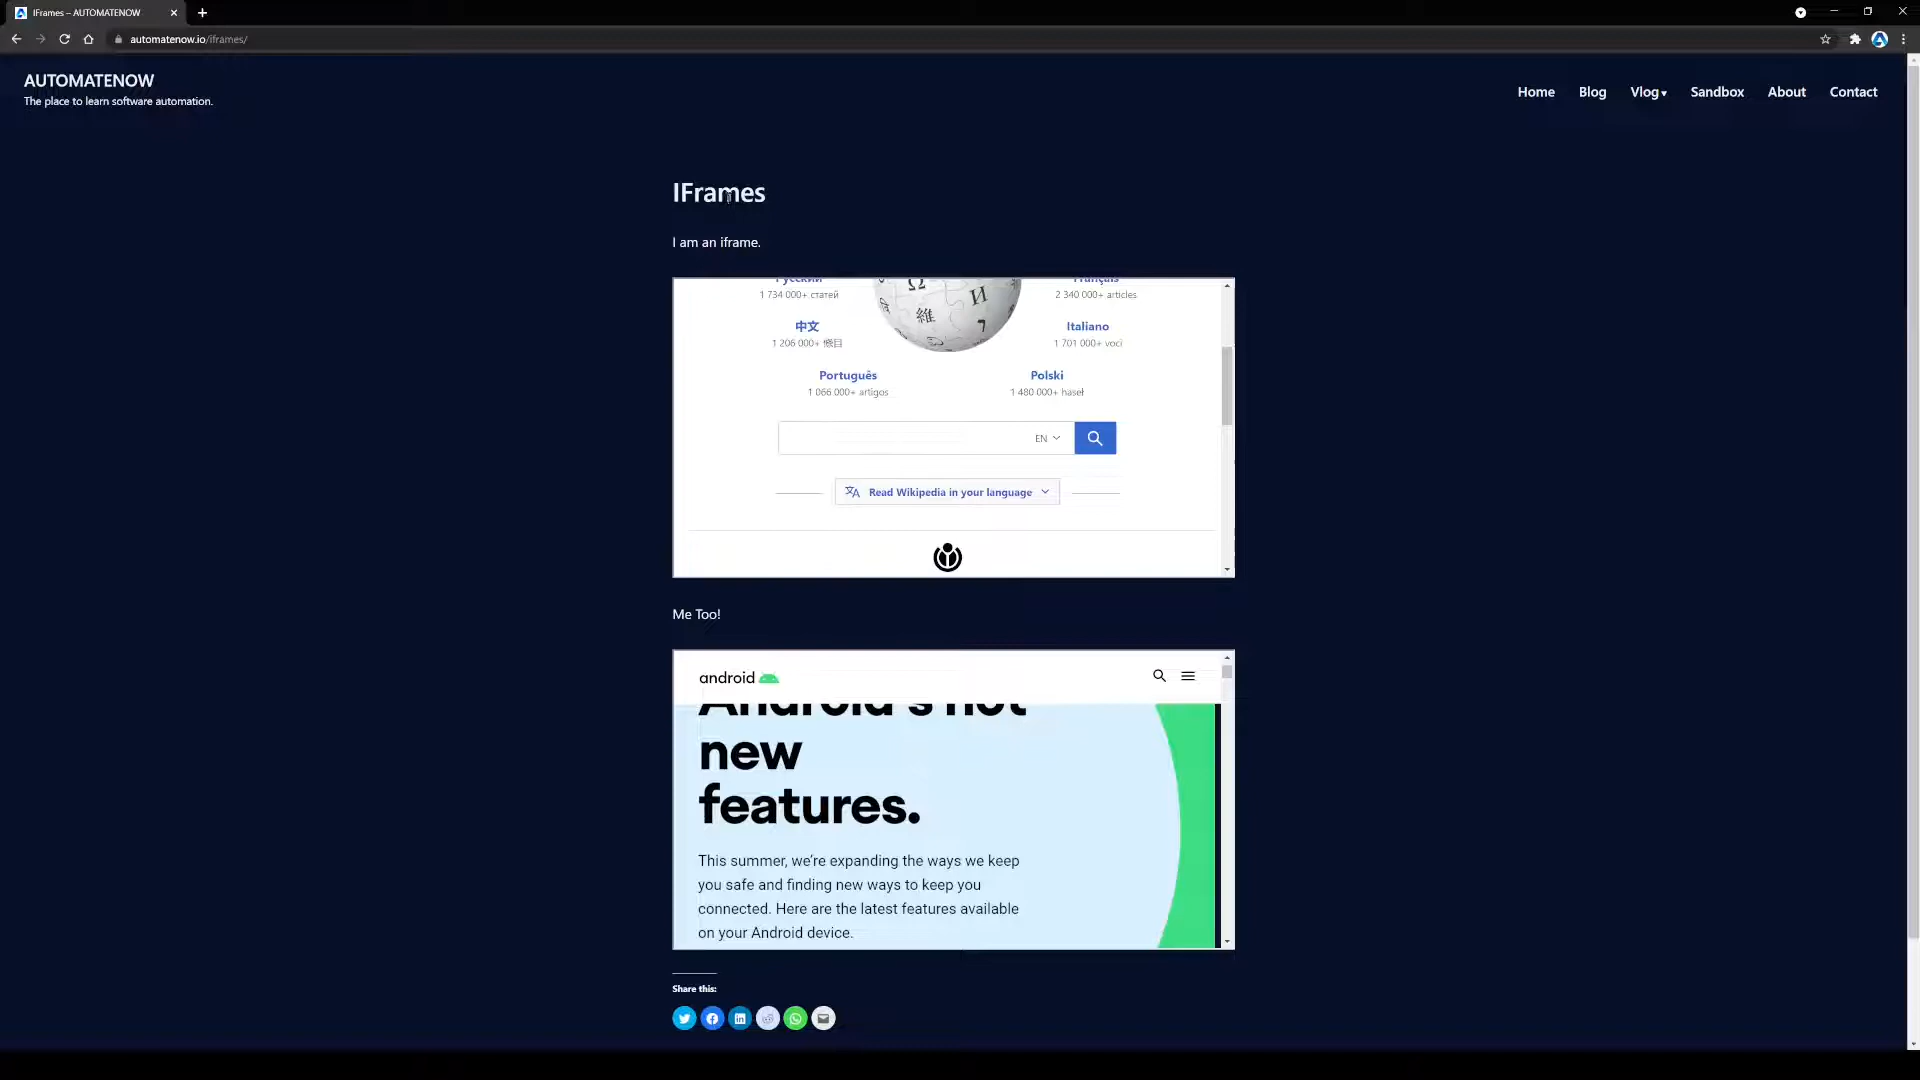 IFrames – AUTOMATENOW
automatenow.io/iframes/
AUTOMATENOW
The place to learn software automation.
Home
Blog
Vlog
Sandbox
About
Contact
IFrames
I am an iframe.
Русский
Français
1 734 000+ статей
2 340 000+ articles
中文
Italiano
1 206 000+ 條目
1 701 000+ voci
Português
Polski
1 066 000+ artigos
1 480 000+ haseł
EN
Read Wikipedia in your language
Me Too!
android
Android's hot
new
features.
This summer, we're expanding the ways we keep
you safe and finding new ways to keep you
connected. Here are the latest features available
on your Android device.
Share this: